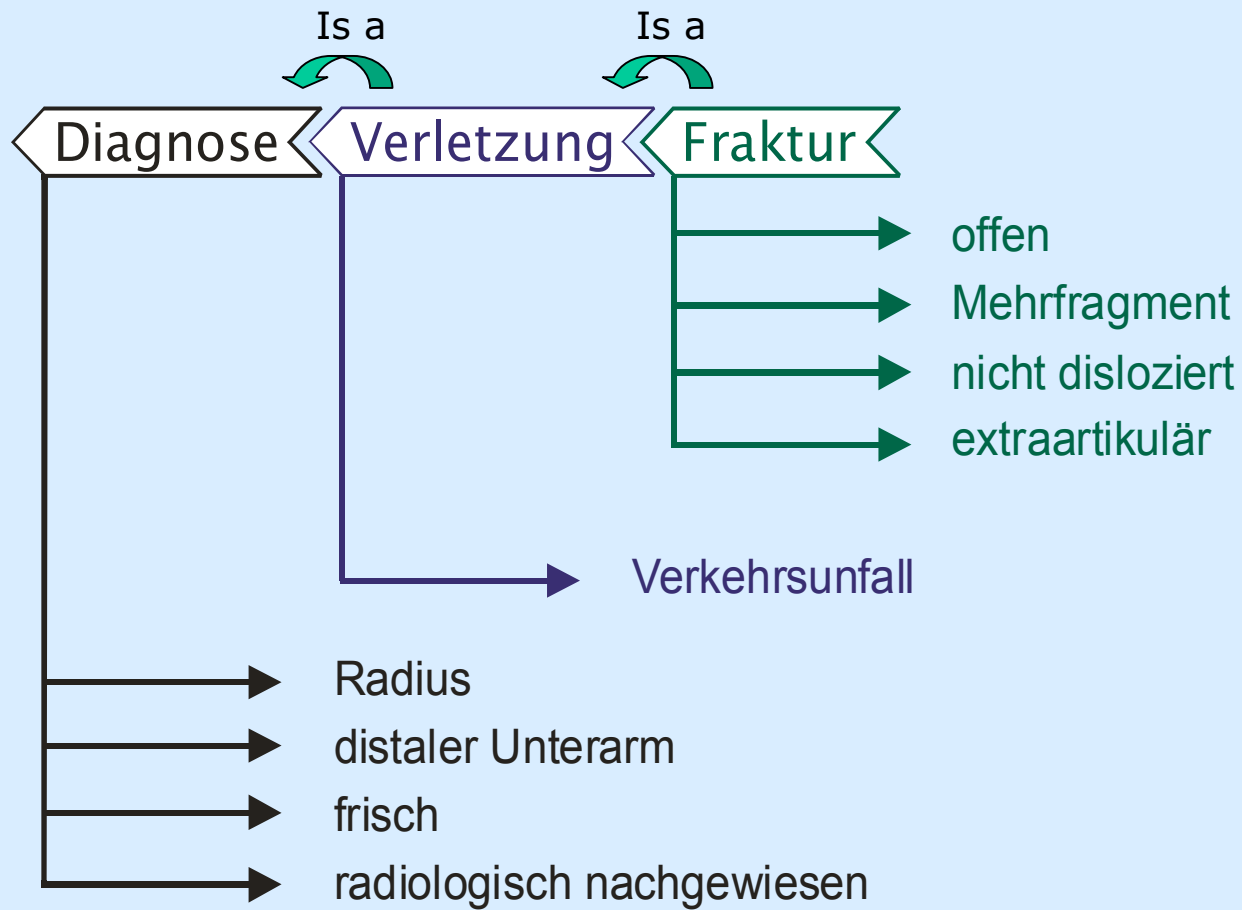 Is a Is a
Diagnose Verletzung Fraktur
offen
Mehrfragment
nicht disloziert
extraartikulär
Verkehrsunfall
Radius
distaler Unterarm
frisch
radiologisch nachgewiesen